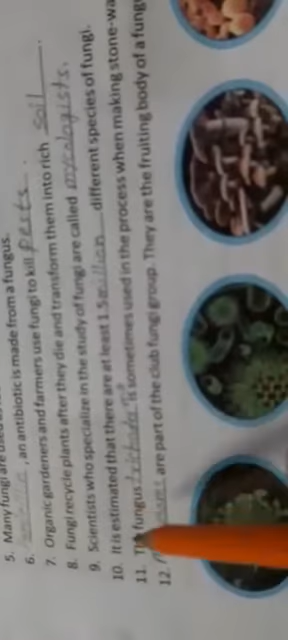 5. Many fungi are
6. , an antibiotic is made from a fungus.
7. Organic gardeners and farmers use fungi to kill pests.
8. Fungi recycle plants after they die and transform them into rich soil.
9. Scientists who specialize in the study of fungi are called mycologists.
10. It is estimated that there are at least 1.5 million different species of fungi.
11. The fungus is sometimes used in the process when making stone-wa
12. are part of the club fungi group. They are the fruiting body of a fung